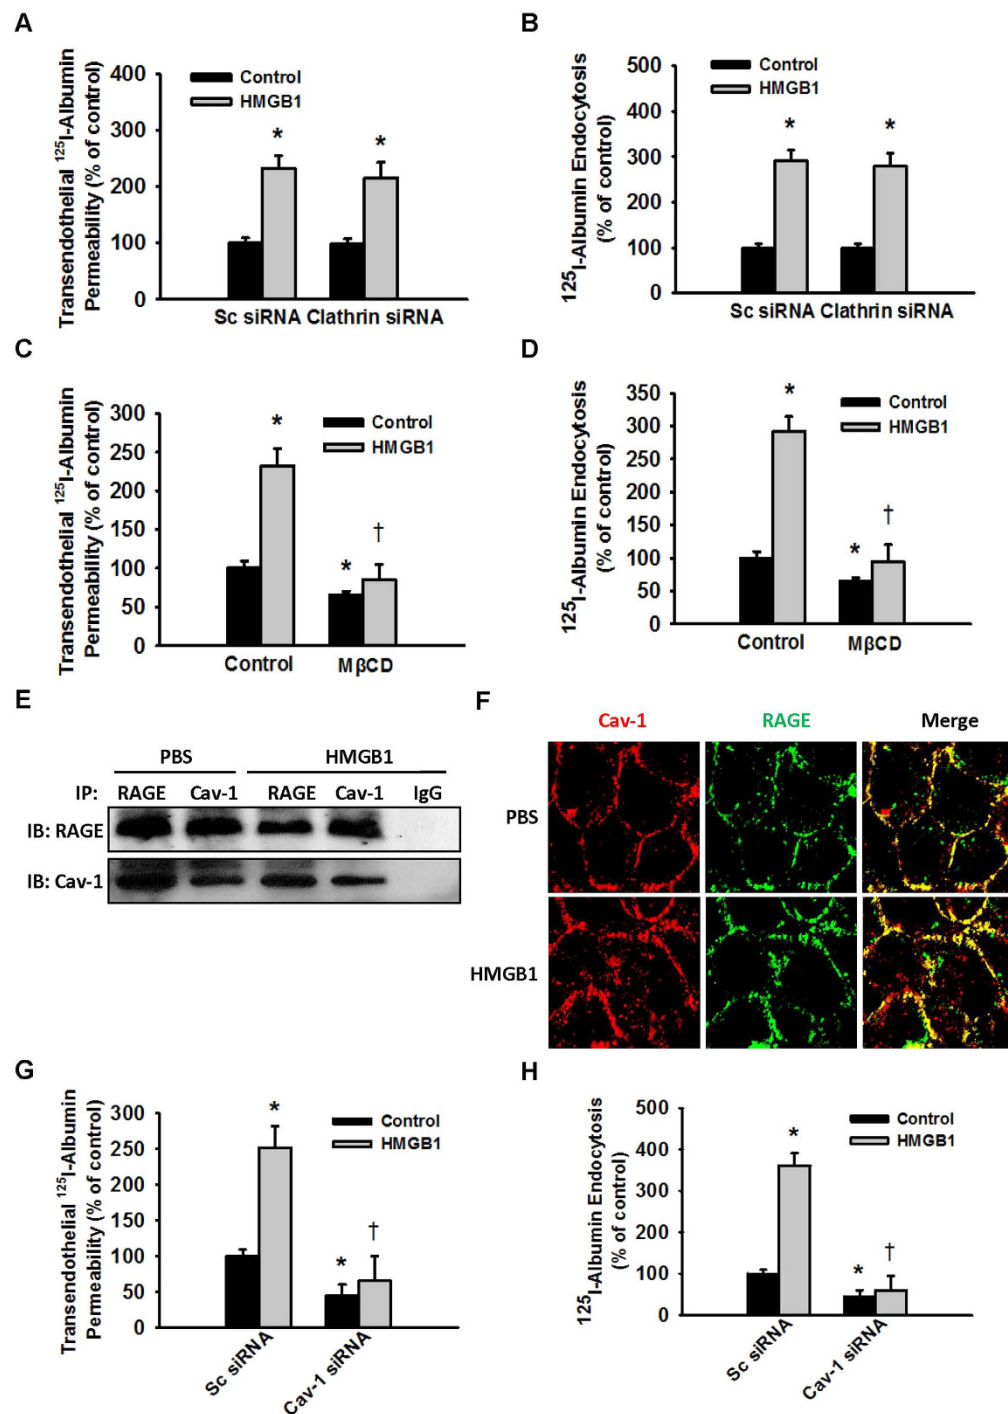 A
Transendothelial ¹²⁵I-Albumin
Permeability (% of control)
400
300
200
100
0
Control
HMGB1
*
*
Sc siRNA Clathrin siRNA
B
¹²⁵I-Albumin Endocytosis
(% of control)
500
400
300
200
100
0
Control
HMGB1
*
*
Sc siRNA Clathrin siRNA
C
Transendothelial ¹²⁵I-Albumin
Permeability (% of control)
300
250
200
150
100
50
0
Control
HMGB1
*
*
†
Control MβCD
D
¹²⁵I-Albumin Endocytosis
(% of control)
350
300
250
200
150
100
50
0
Control
HMGB1
*
*
†
Control MβCD
E
PBS HMGB1
IP: RAGE Cav-1 RAGE Cav-1 IgG
IB: RAGE
IB: Cav-1
F
Cav-1 RAGE Merge
PBS
HMGB1
G
Transendothelial ¹²⁵I-Albumin
Permeability (% of control)
300
250
200
150
100
50
0
Control
HMGB1
*
*
†
Sc siRNA
Cav-1 siRNA
H
¹²⁵I-Albumin Endocytosis
(% of control)
500
400
300
200
100
0
Control
HMGB1
*
*
†
Sc siRNA
Cav-1 siRNA